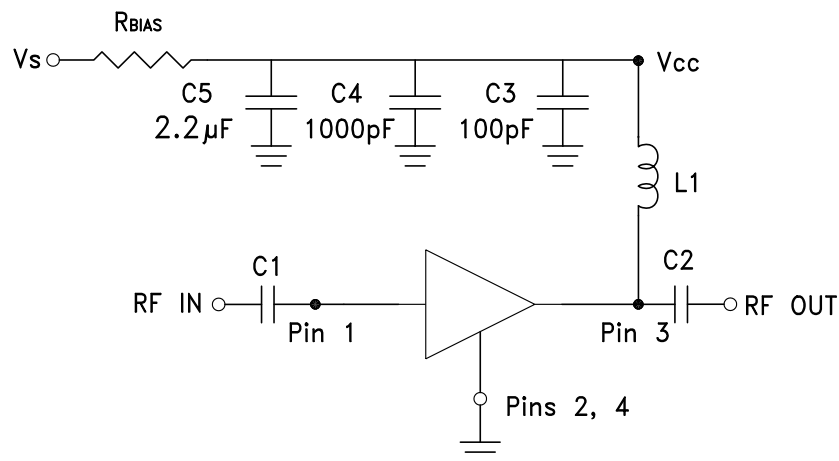 RBIAS
Vs
Vcc
C5
2.2µF
C4
1000pF
C3
100pF
L1
C1
C2
RF IN
RF OUT
Pin 1
Pin 3
Pins 2, 4